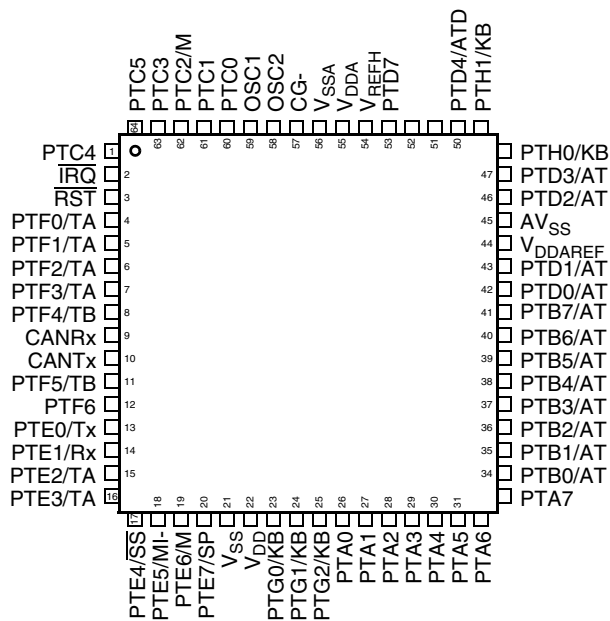 PTC5
PTC3
PTC2/M
PTC1
PTC0
OSC1
OSC2
CG-
VSSA
VDDA
VREFH
PTD7
PTD4/ATD
PTH1/KB
64
63
62
61
60
59
58
57
56
55
54
53
52
51
50
PTC4 1
IRQ 2
RST 3
PTF0/TA 4
PTF1/TA 5
PTF2/TA 6
PTF3/TA 7
PTF4/TB 8
CANRx 9
CANTx 10
PTF5/TB 11
PTF6 12
PTE0/Tx 13
PTE1/Rx 14
PTE2/TA 15
PTE3/TA 16
PTH0/KB
47 PTD3/AT
46 PTD2/AT
45 AVSS
44 VDDAREF
43 PTD1/AT
42 PTD0/AT
41 PTB7/AT
40 PTB6/AT
39 PTB5/AT
38 PTB4/AT
37 PTB3/AT
36 PTB2/AT
35 PTB1/AT
34 PTB0/AT
PTA7
17
18
19
20
21
22
23
24
25
26
27
28
29
30
31
PTE4/SS
PTE5/MI-
PTE6/M
PTE7/SP
VSS
VDD
PTG0/KB
PTG1/KB
PTG2/KB
PTA0
PTA1
PTA2
PTA3
PTA4
PTA5
PTA6